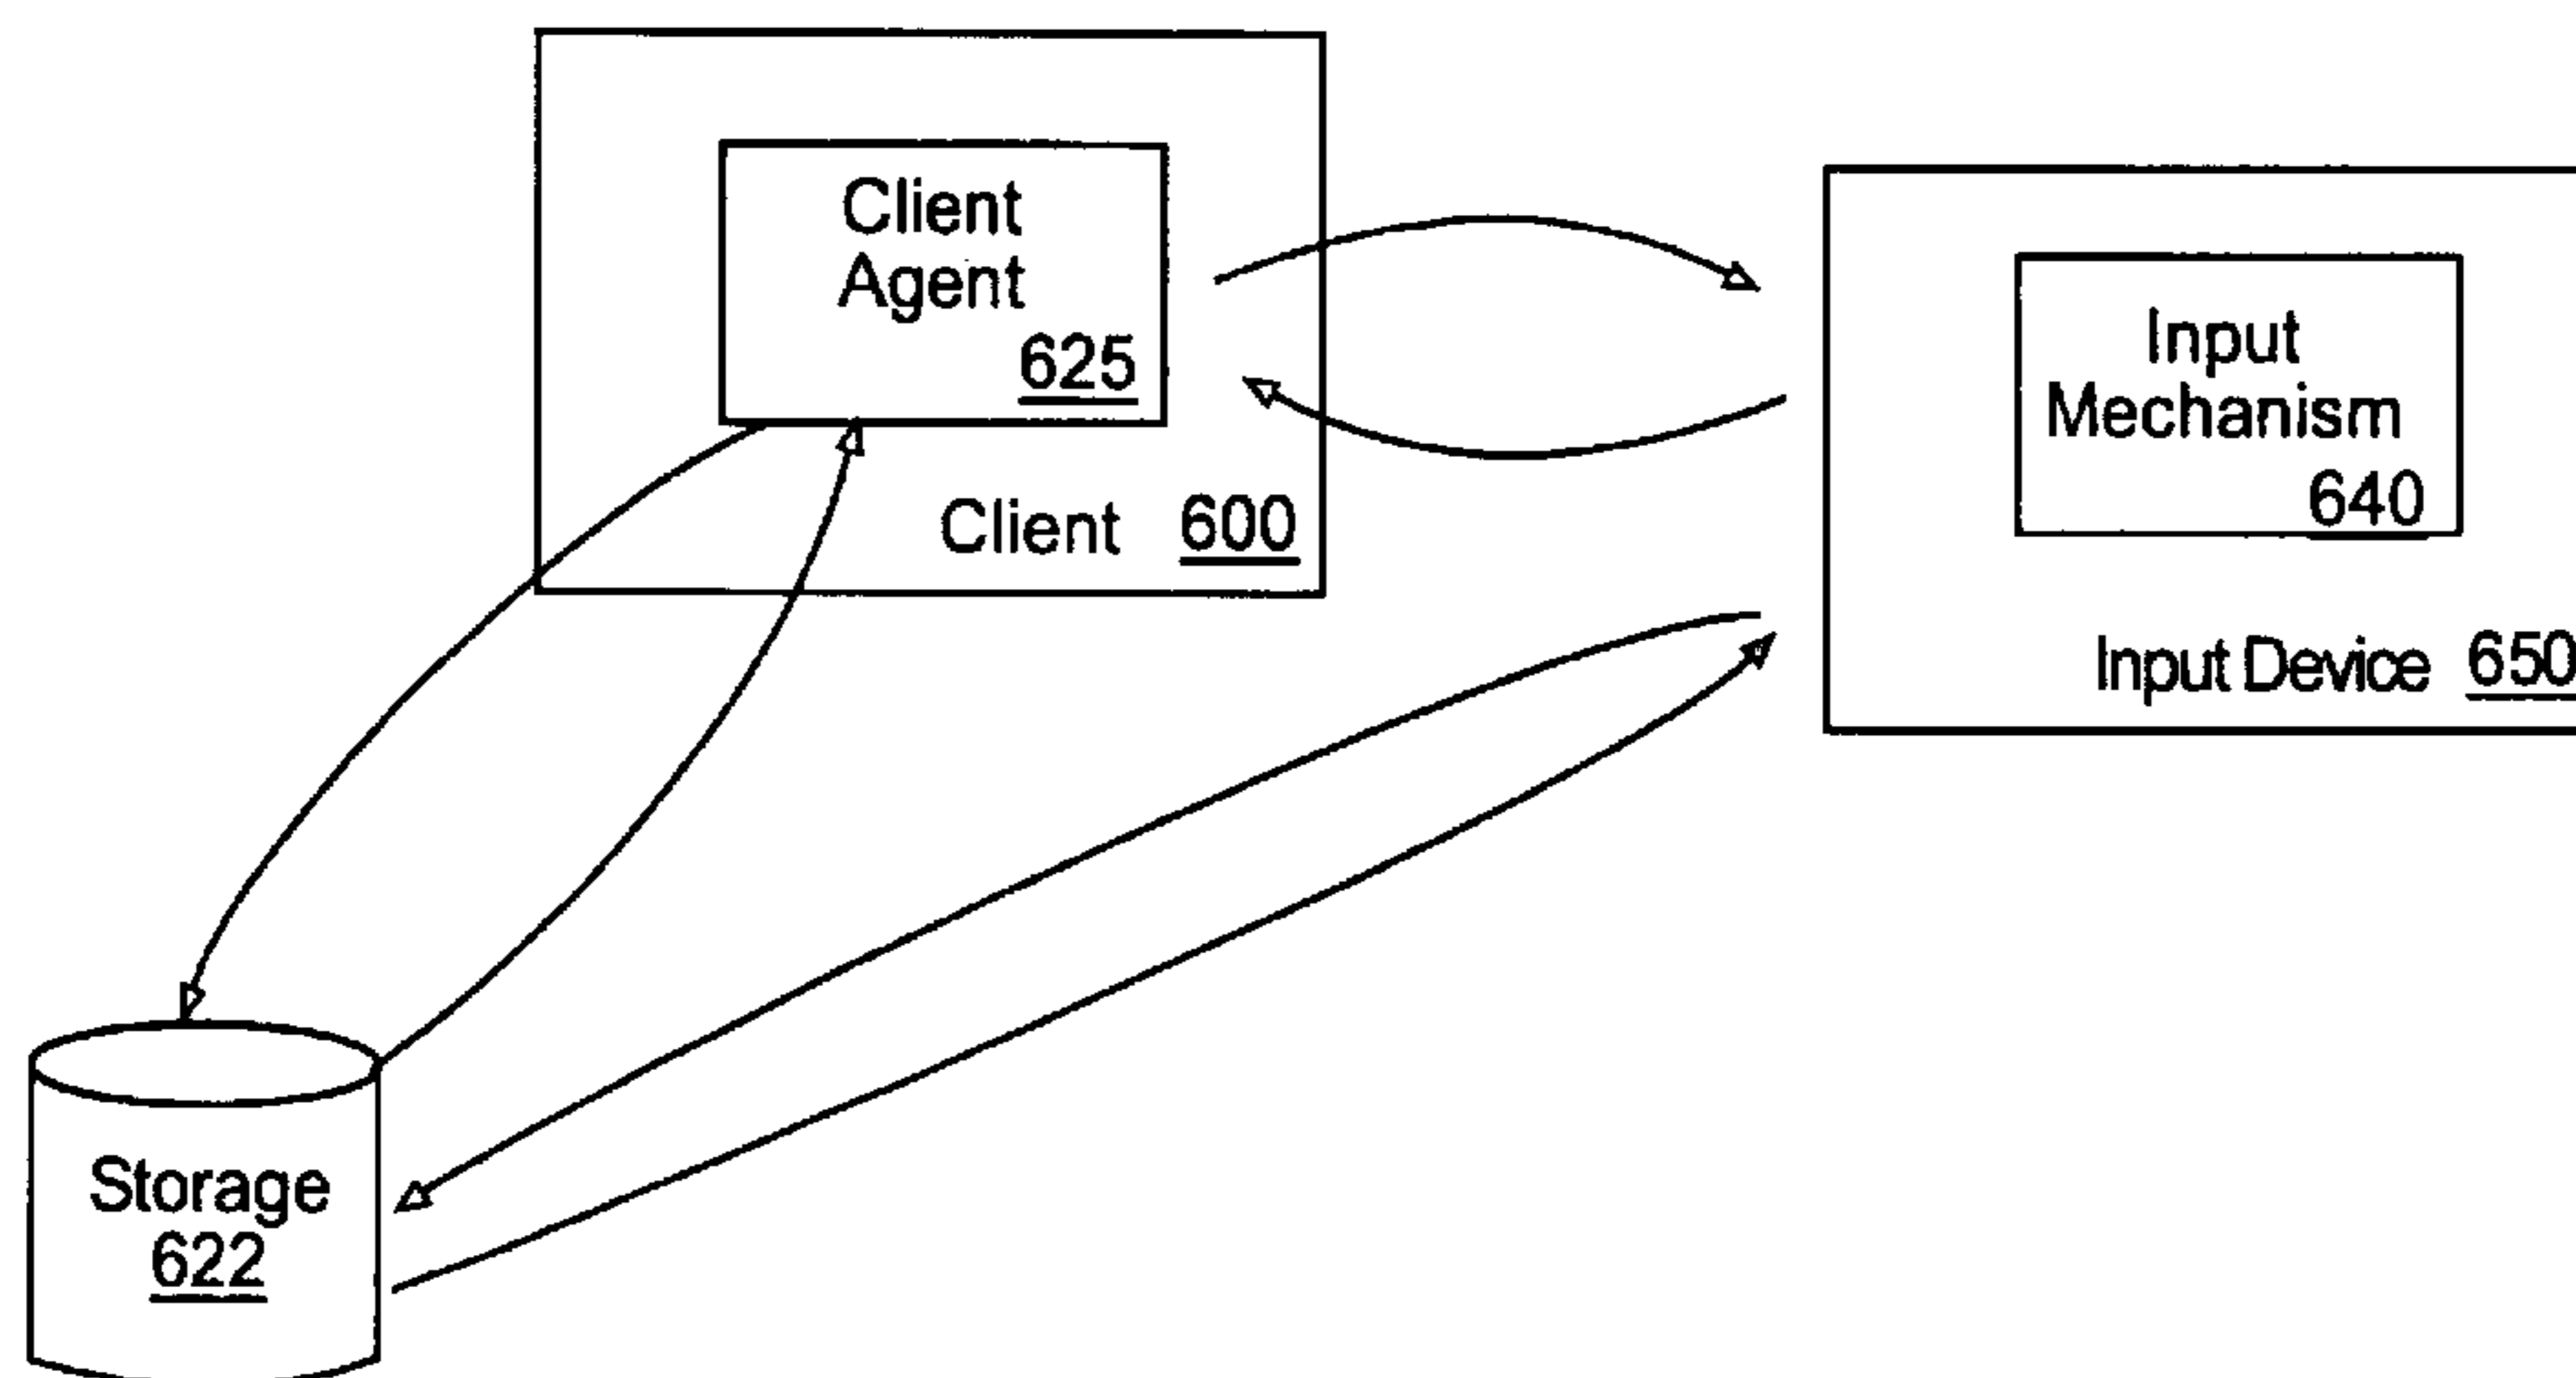 Client
Agent
625
Client 600
Input
Mechanism
640
Input Device 650
Storage
622